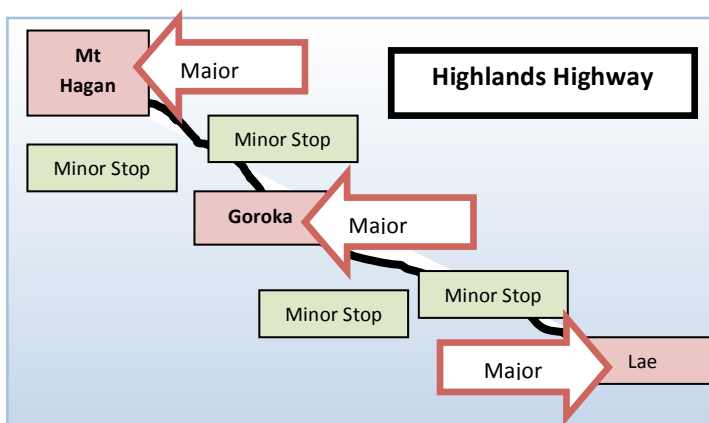 Mt
Hagan
Major
Highlands Highway
Minor Stop
Minor Stop
Goroka
Major
Minor Stop
Minor Stop
Major
Lae